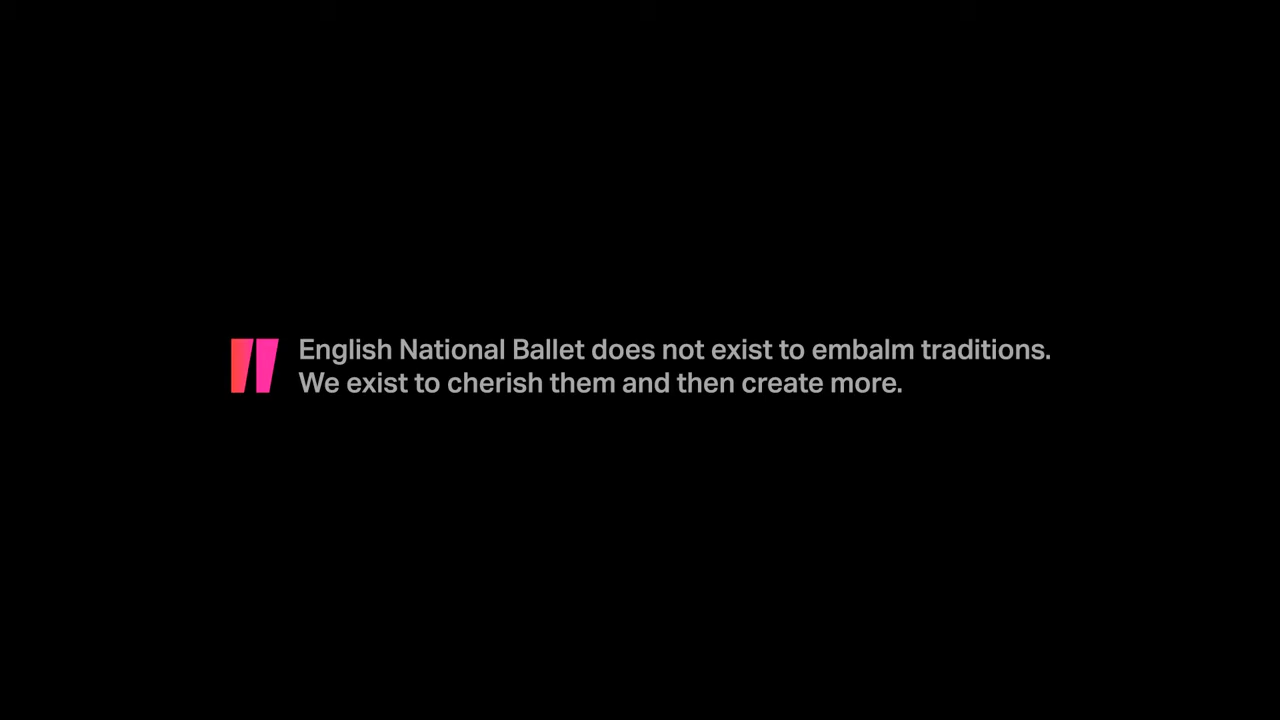 " English National Ballet does not exist to embalm traditions.
We exist to cherish them and then create more.